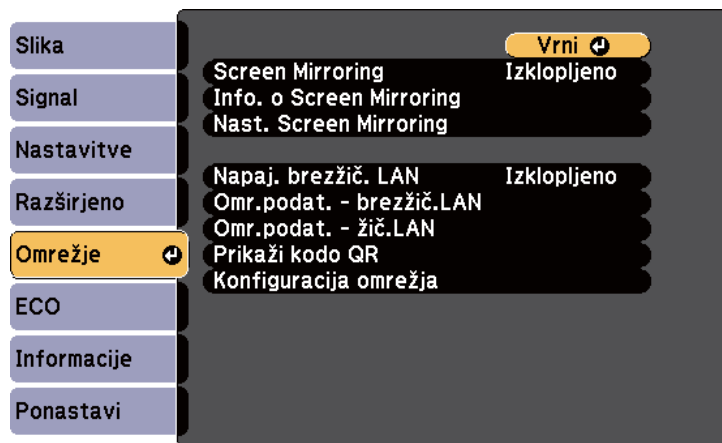 Slika
Signal
Nastavitve
Razširjeno
Omrežje
ECO
Informacije
Ponastavi
Vrni
Screen Mirroring Izklopljeno
Info. o Screen Mirroring
Nast. Screen Mirroring
Napaj. brezžič. LAN Izklopljeno
Omr.podat. - brezžič.LAN
Omr.podat. - žič.LAN
Prikaži kodo QR
Konfiguracija omrežja